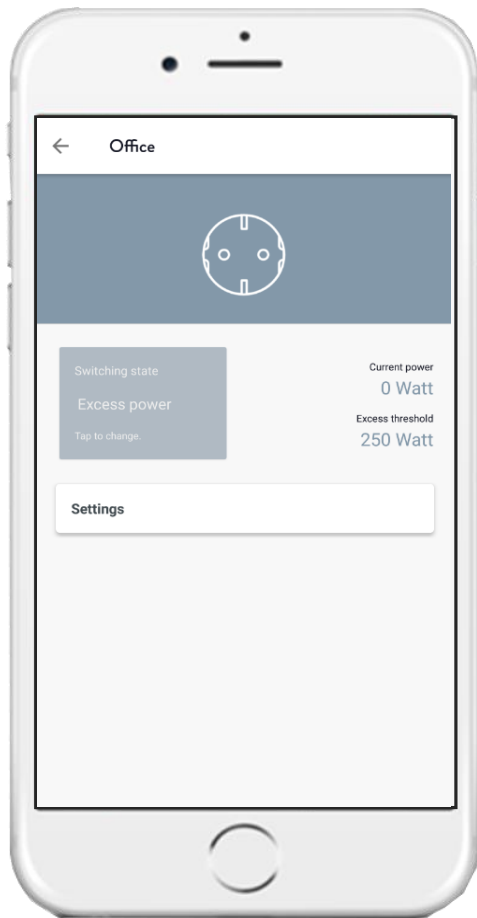 Office
Switching state
Excess power
Tap to change.
Current power
0 Watt
Excess threshold
250 Watt
Settings